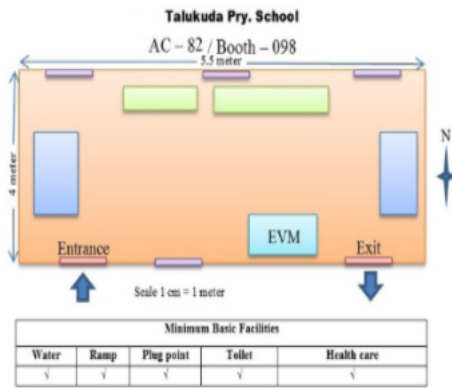 Talukuda Pry. School
AC – 82 / Booth – 098
5.5 meter
4 meter
N
EVM
Entrance
Exit
Scale 1 cm = 1 meter
Minimum Basic Facilities
Water Ramp Plug point Toilet Health care
√ √ √ √ √